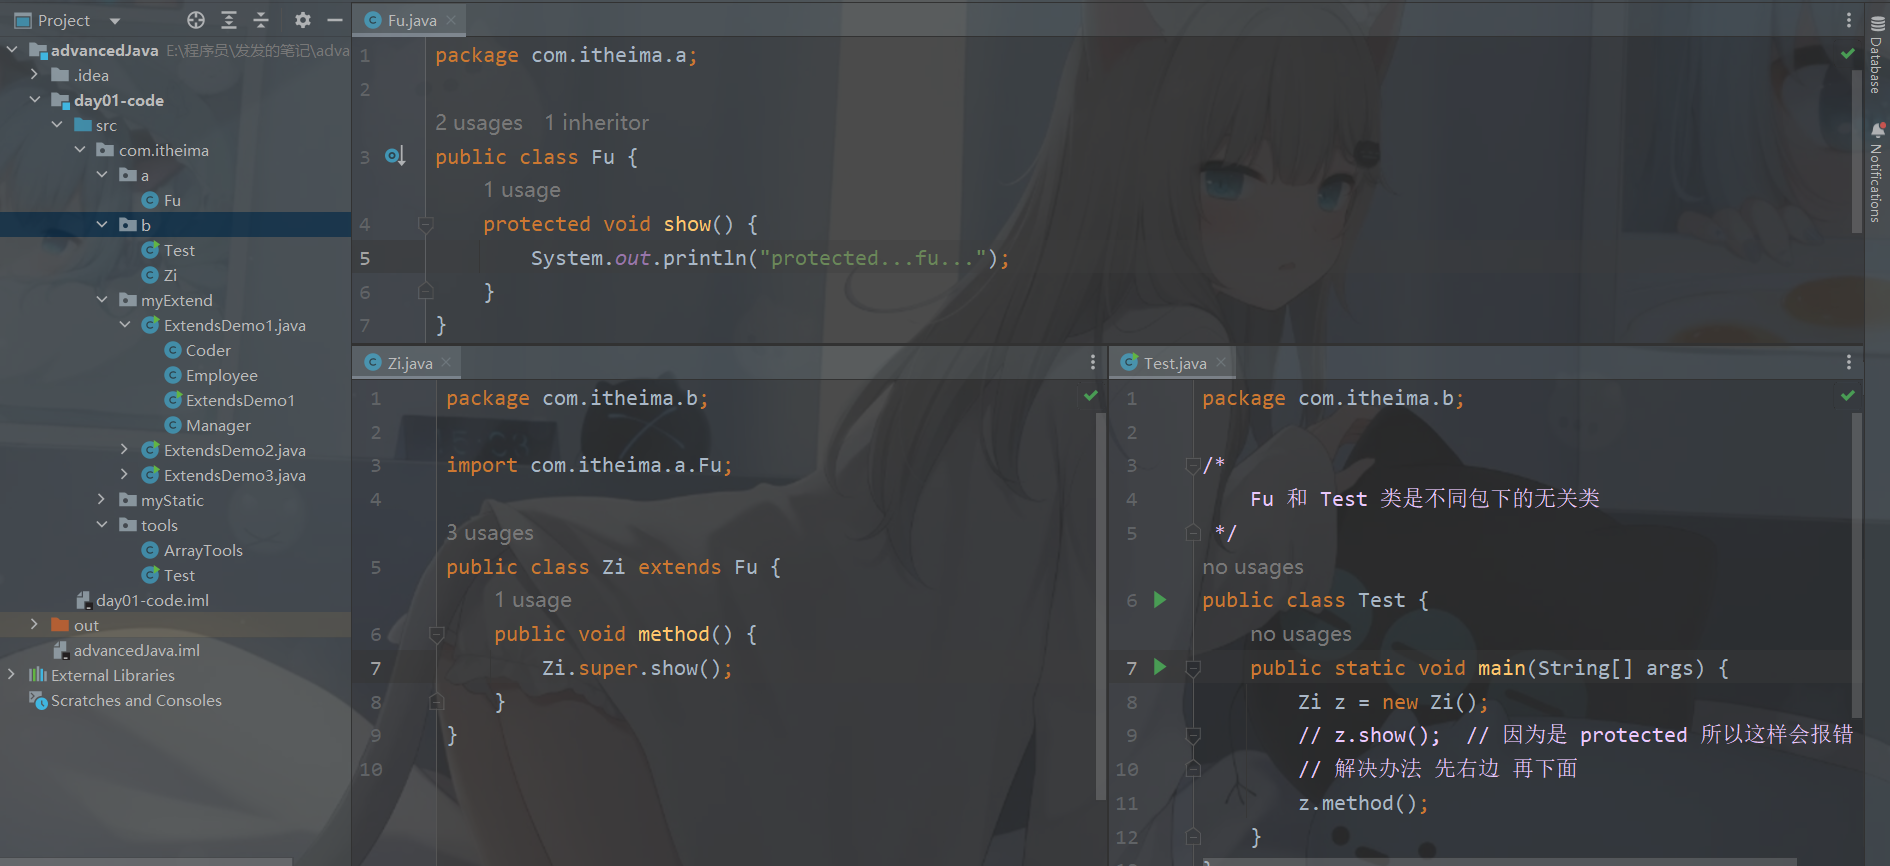 Project
advancedJava E:\程序员\发发的笔记\adva
.idea
day01-code
src
com.itheima
a
Fu
b
Test
Zi
myExtend
ExtendsDemo1.java
Coder
Employee
ExtendsDemo1
Manager
ExtendsDemo2.java
ExtendsDemo3.java
myStatic
tools
ArrayTools
Test
day01-code.iml
out
advancedJava.iml
External Libraries
Scratches and Consoles
Fu.java
1 package com.itheima.a;
2
2 usages 1 inheritor
3 public class Fu {
1 usage
4 protected void show() {
5 System.out.println("protected...fu...");
6 }
7 }
Zi.java
1 package com.itheima.b;
2
3 import com.itheima.a.Fu;
4
3 usages
5 public class Zi extends Fu {
1 usage
6 public void method() {
7 Zi.super.show();
8 }
9 }
10
Test.java
1 package com.itheima.b;
2
3 /*
4 Fu 和 Test 类是不同包下的无关类
5 */
no usages
6 public class Test {
no usages
7 public static void main(String[] args) {
8 Zi z = new Zi();
9 // z.show(); // 因为是 protected 所以这样会报错
10 // 解决办法 先右边 再下面
11 z.method();
12 }
Database
Notifications